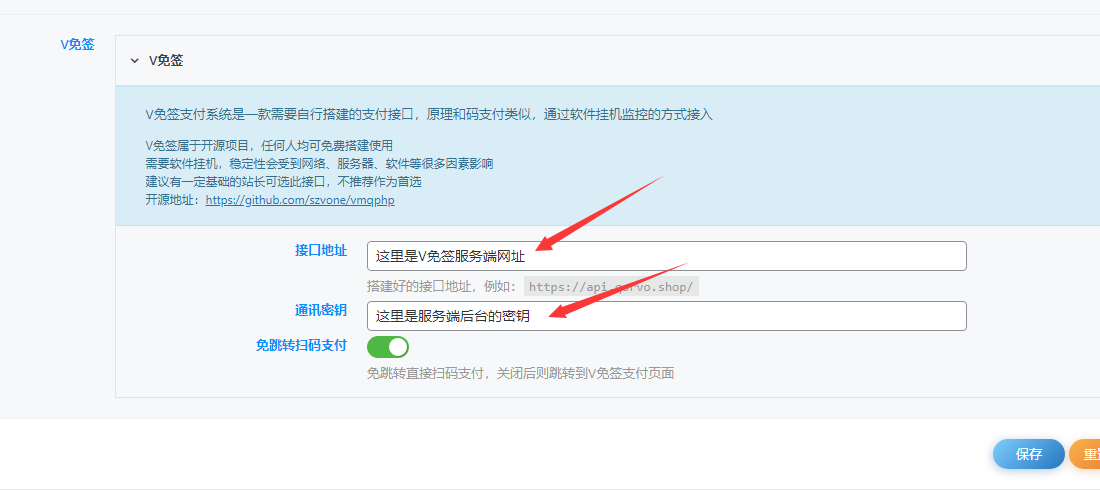 V免签
V免签
V免签支付系统是一款需要自行搭建的支付接口，原理和码支付类似，通过软件挂机监控的方式接入
V免签属于开源项目，任何人均可免费搭建使用
需要软件挂机，稳定性会受到网络、服务器、软件等很多因素影响
建议有一定基础的站长可选此接口，不推荐作为首选
开源地址：https://github.com/szvone/vmqphp
接口地址
这里是V免签服务端网址
搭建好的接口地址，例如：
通讯密钥
这里是服务端后台的密钥
免跳转扫码支付
免跳转直接扫码支付，关闭后则跳转到V免签支付页面
保存